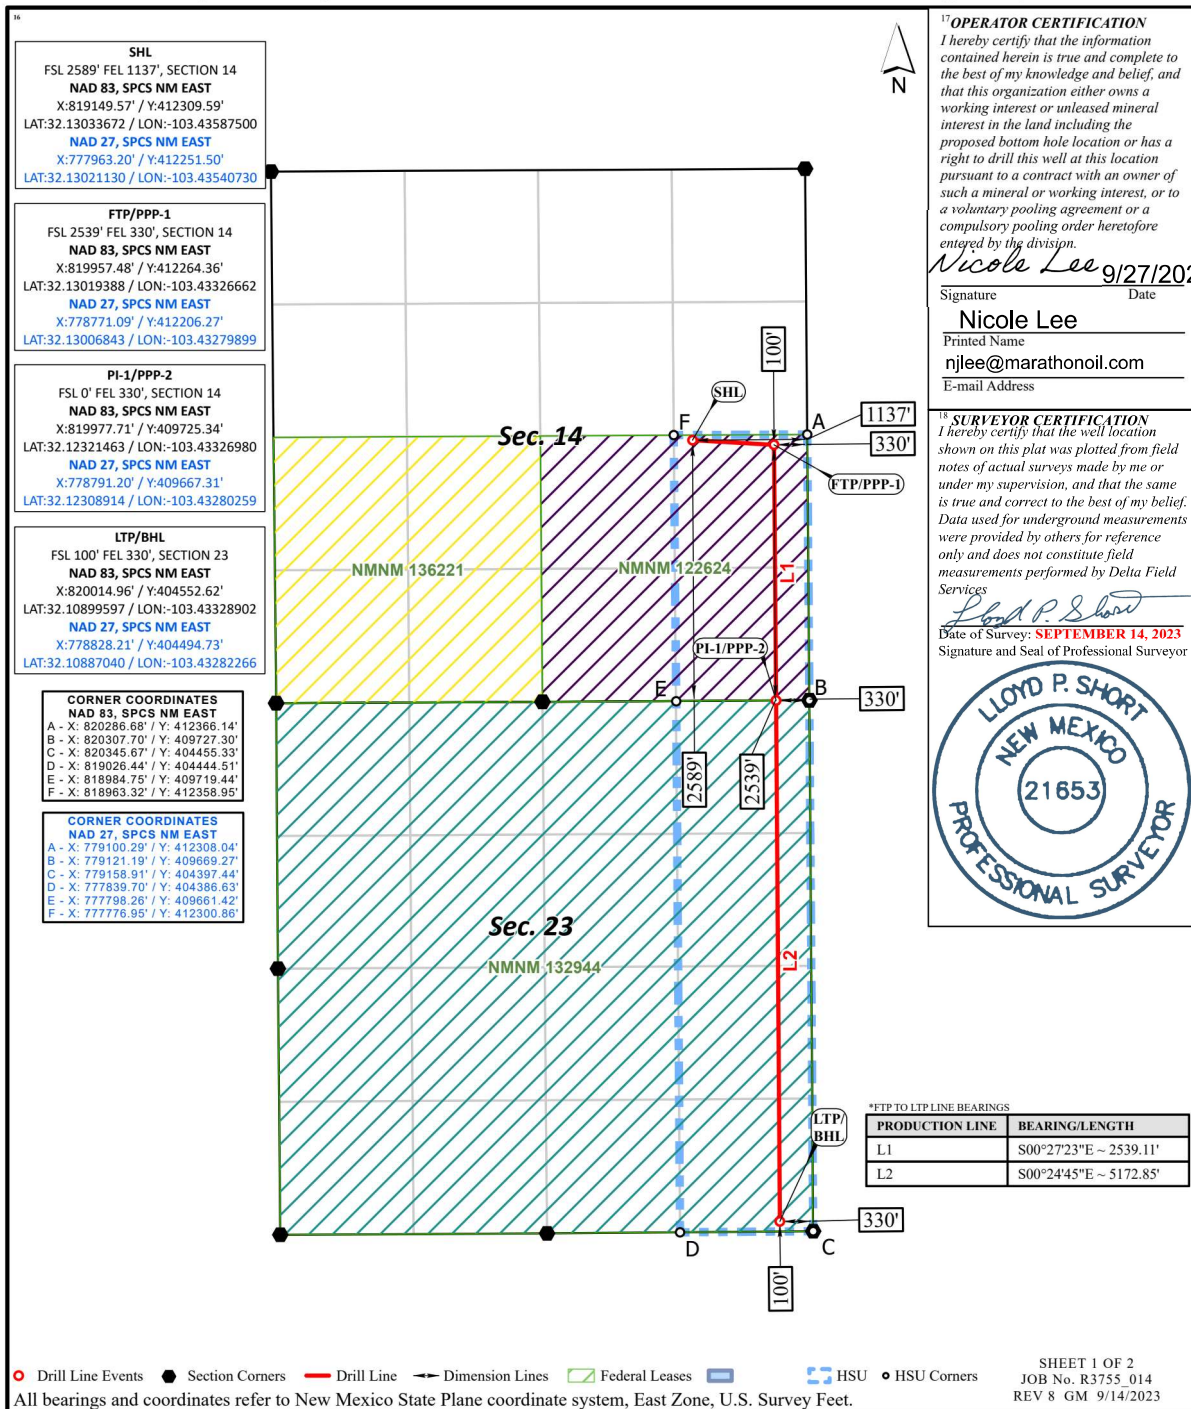 16
SHL
FSL 2589' FEL 1137', SECTION 14
NAD 83, SPCS NM EAST
X:819149.57' / Y:412309.59'
LAT:32.13033672 / LON:-103.43587500
NAD 27, SPCS NM EAST
X:777963.20' / Y:412251.50'
LAT:32.13021130 / LON:-103.43540730
FTP/PPP-1
FSL 2539' FEL 330', SECTION 14
NAD 83, SPCS NM EAST
X:819957.48' / Y:412264.36'
LAT:32.13019388 / LON:-103.43326662
NAD 27, SPCS NM EAST
X:778771.09' / Y:412206.27'
LAT:32.13006843 / LON:-103.43279899
PI-1/PPP-2
FSL 0' FEL 330', SECTION 14
NAD 83, SPCS NM EAST
X:819977.71' / Y:409725.34'
LAT:32.12321463 / LON:-103.43326980
NAD 27, SPCS NM EAST
X:778791.20' / Y:409667.31'
LAT:32.12308914 / LON:-103.43280259
LTP/BHL
FSL 100' FEL 330', SECTION 23
NAD 83, SPCS NM EAST
X:820014.96' / Y:404552.62'
LAT:32.10899597 / LON:-103.43328902
NAD 27, SPCS NM EAST
X:778828.21' / Y:404494.73'
LAT:32.10887040 / LON:-103.43282266
CORNER COORDINATES
NAD 83, SPCS NM EAST
A - X: 820286.68' / Y: 412366.14'
B - X: 820307.70' / Y: 409727.30'
C - X: 820345.67' / Y: 404455.33'
D - X: 819026.44' / Y: 404444.51'
E - X: 818984.75' / Y: 409719.44'
F - X: 818963.32' / Y: 412358.95'
CORNER COORDINATES
NAD 27, SPCS NM EAST
A - X: 779100.29' / Y: 412308.04'
B - X: 779121.19' / Y: 409669.27'
C - X: 779158.91' / Y: 404397.44'
D - X: 777839.70' / Y: 404386.63'
E - X: 777798.26' / Y: 409661.42'
F - X: 777776.95' / Y: 412300.86'
N
100'
SHL
F
A
1137'
Sec. 14
330'
FTP/PPP-1
NMNM 136221
NMNM 122624
L1
PI-1/PPP-2
E
B
330'
2589'
2539'
Sec. 23
NMNM 132944
L2
LTP/
BHL
330'
D
C
100'
17 OPERATOR CERTIFICATION
I hereby certify that the information
contained herein is true and complete to
the best of my knowledge and belief, and
that this organization either owns a
working interest or unleased mineral
interest in the land including the
proposed bottom hole location or has a
right to drill this well at this location
pursuant to a contract with an owner of
such a mineral or working interest, or to
a voluntary pooling agreement or a
compulsory pooling order heretofore
entered by the division.
Nicole Lee 9/27/202
Signature Date
Nicole Lee
Printed Name
njlee@marathonoil.com
E-mail Address
18 SURVEYOR CERTIFICATION
I hereby certify that the well location
shown on this plat was plotted from field
notes of actual surveys made by me or
under my supervision, and that the same
is true and correct to the best of my belief.
Data used for underground measurements
were provided by others for reference
only and does not constitute field
measurements performed by Delta Field
Services
Lloyd P. Short
Date of Survey: SEPTEMBER 14, 2023
Signature and Seal of Professional Surveyor
LLOYD P. SHORT
NEW MEXICO
21653
PROFESSIONAL SURVEYOR
*FTP TO LTP LINE BEARINGS
PRODUCTION LINE BEARING/LENGTH
L1 S00°27'23"E ~ 2539.11'
L2 S00°24'45"E ~ 5172.85'
Drill Line Events Section Corners Drill Line Dimension Lines Federal Leases HSU HSU Corners
All bearings and coordinates refer to New Mexico State Plane coordinate system, East Zone, U.S. Survey Feet.
SHEET 1 OF 2
JOB No. R3755_014
REV 8 GM 9/14/2023